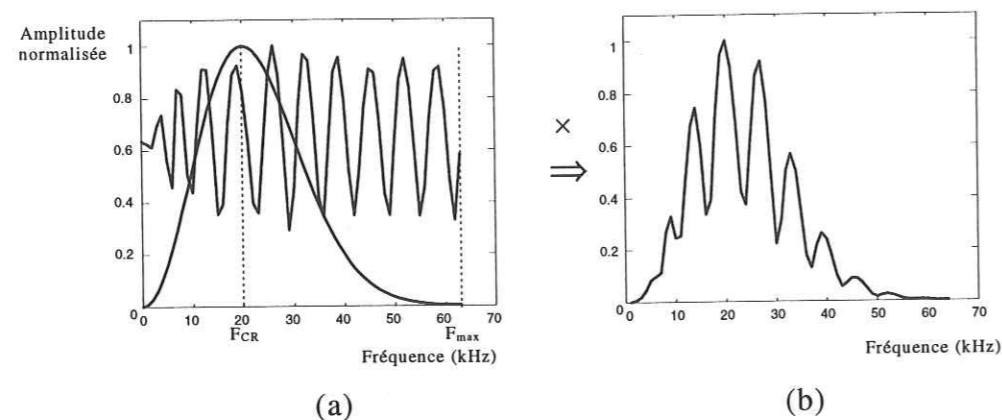 Amplitude
normalisée
1
0.8
0.6
0.4
0.2
0 10 20 30 40 50 60 70
F_CR F_max
Fréquence (kHz)
(a)
×
⇒
1
0.8
0.6
0.4
0.2
0 10 20 30 40 50 60 70
Fréquence (kHz)
(b)